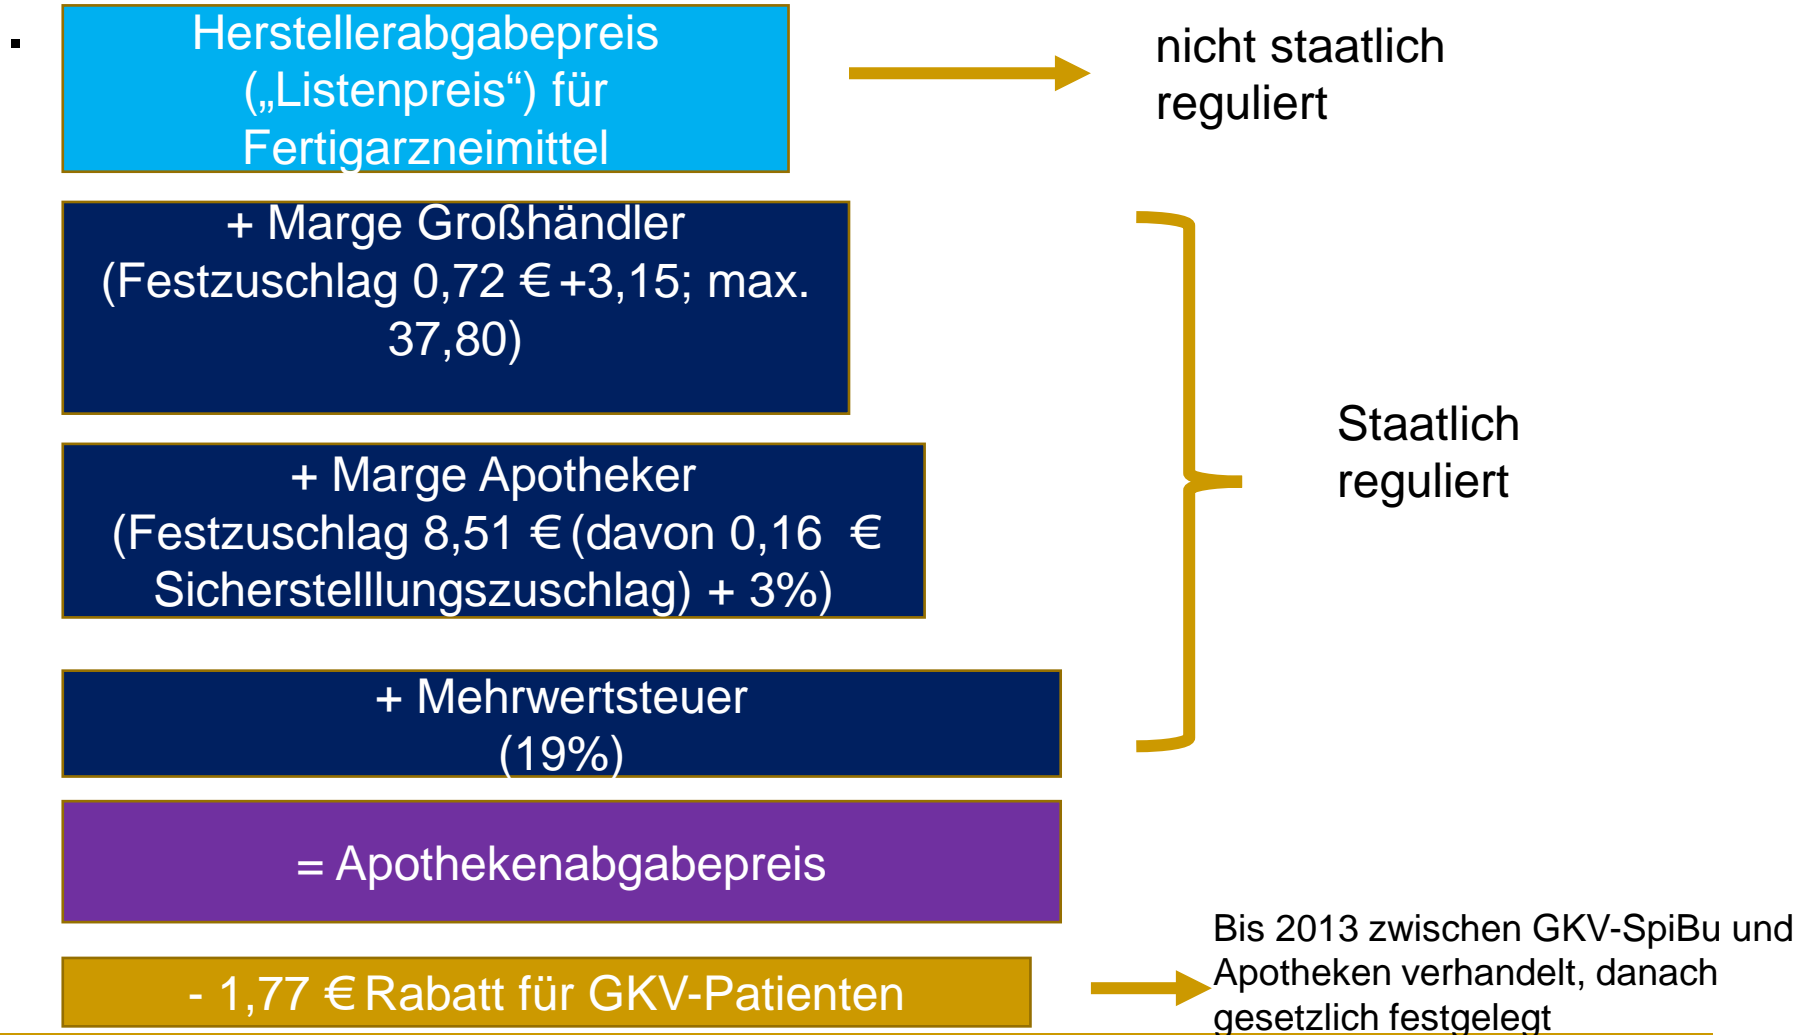 ▪
Herstellerabgabepreis
(„Listenpreis“) für
Fertigarzneimittel
nicht staatlich
reguliert
+ Marge Großhändler
(Festzuschlag 0,72 € +3,15; max.
37,80)
+ Marge Apotheker
(Festzuschlag 8,51 € (davon 0,16 €
Sicherstelllungszuschlag) + 3%)
Staatlich
reguliert
+ Mehrwertsteuer
(19%)
= Apothekenabgabepreis
- 1,77 € Rabatt für GKV-Patienten
Bis 2013 zwischen GKV-SpiBu und
Apotheken verhandelt, danach
gesetzlich festgelegt